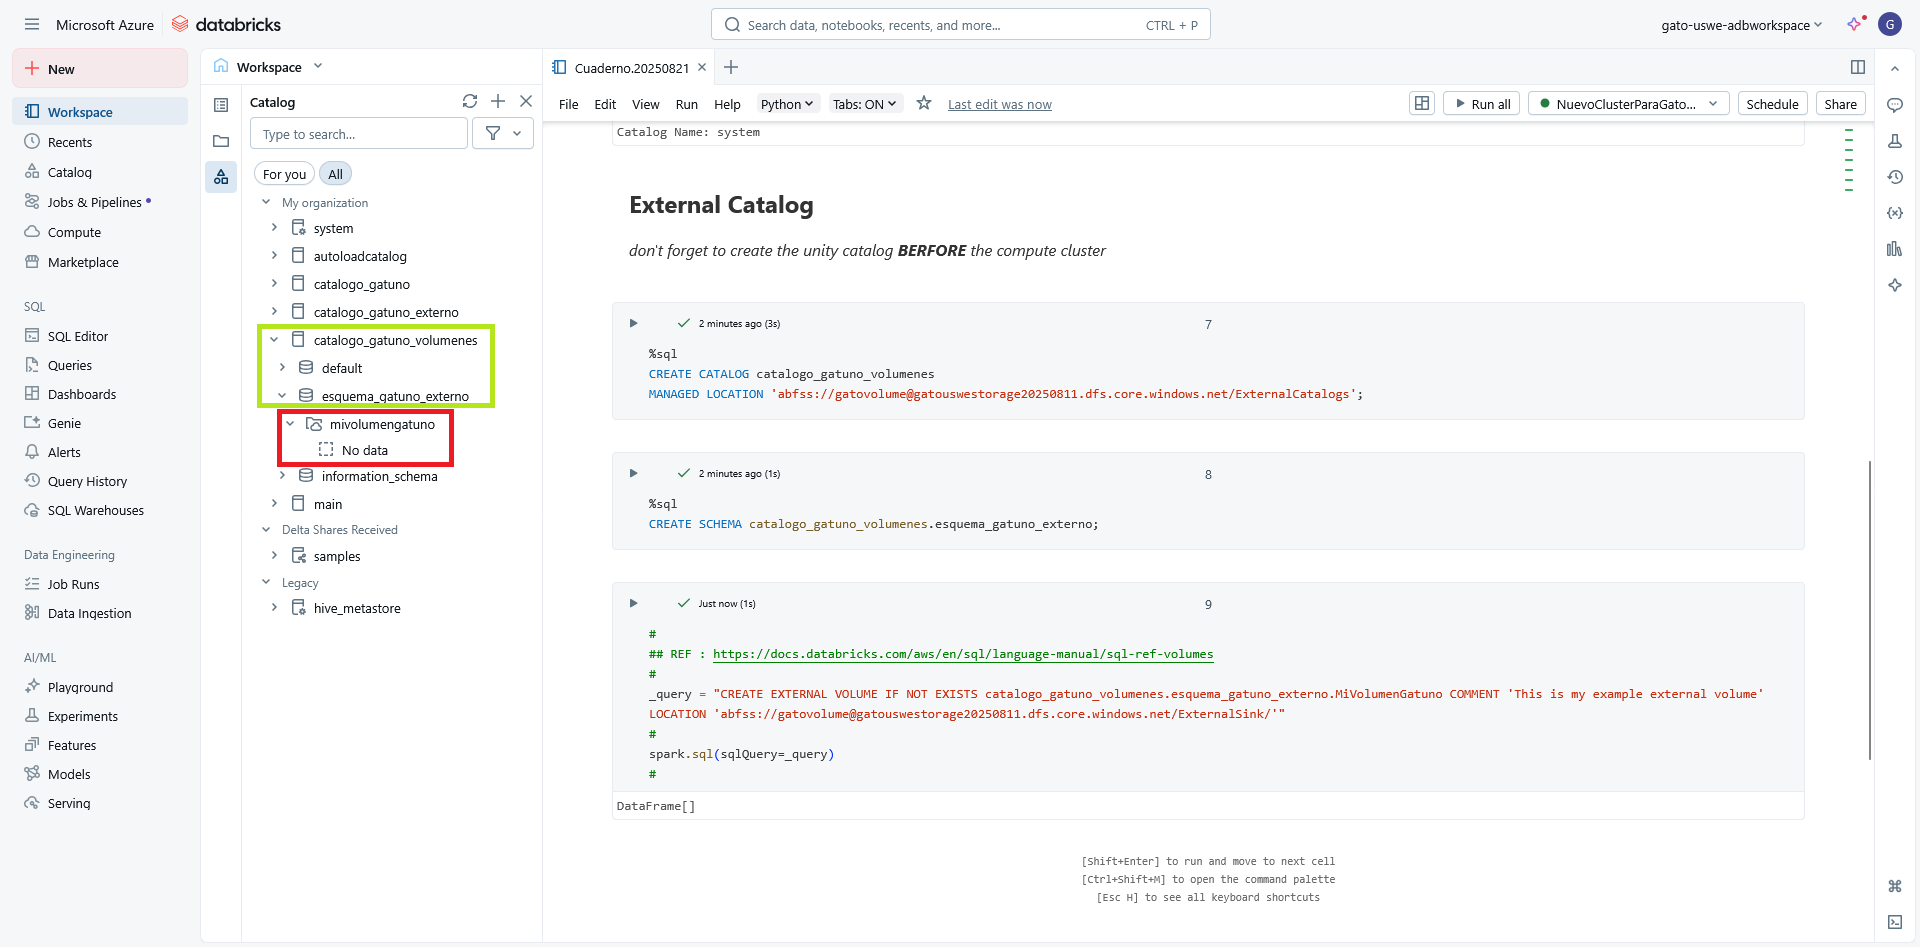 Microsoft Azure
databricks
Search data, notebooks, recents, and more...
CTRL + P
gato-uswe-adbworkspace
G
New
Workspace
Recents
Catalog
Jobs & Pipelines
Compute
Marketplace
SQL
SQL Editor
Queries
Dashboards
Genie
Alerts
Query History
SQL Warehouses
Data Engineering
Job Runs
Data Ingestion
AI/ML
Playground
Experiments
Features
Models
Serving
Workspace
Catalog
Type to search...
For you
All
My organization
system
autoloadcatalog
catalogo_gatuno
catalogo_gatuno_externo
catalogo_gatuno_volumenes
default
esquema_gatuno_externo
mivolumengatuno
No data
information_schema
main
Delta Shares Received
samples
Legacy
hive_metastore
Cuaderno.20250821
File Edit View Run Help Python Tabs: ON Last edit was now
Run all
NuevoClusterParaGato...
Schedule
Share
Catalog Name: system
External Catalog
don't forget to create the unity catalog BERFORE the compute cluster
2 minutes ago (3s)
7
%sql
CREATE CATALOG catalogo_gatuno_volumenes
MANAGED LOCATION 'abfss://gatovolume@gatouswestorage20250811.dfs.core.windows.net/ExternalCatalogs';
2 minutes ago (1s)
8
%sql
CREATE SCHEMA catalogo_gatuno_volumenes.esquema_gatuno_externo;
Just now (1s)
9
#
## REF : https://docs.databricks.com/aws/en/sql/language-manual/sql-ref-volumes
#
_query = "CREATE EXTERNAL VOLUME IF NOT EXISTS catalogo_gatuno_volumenes.esquema_gatuno_externo.MiVolumenGatuno COMMENT 'This is my example external volume'
LOCATION 'abfss://gatovolume@gatouswestorage20250811.dfs.core.windows.net/ExternalSink/'"
#
spark.sql(sqlQuery=_query)
#
DataFrame[]
[Shift+Enter] to run and move to next cell
[Ctrl+Shift+M] to open the command palette
[Esc H] to see all keyboard shortcuts